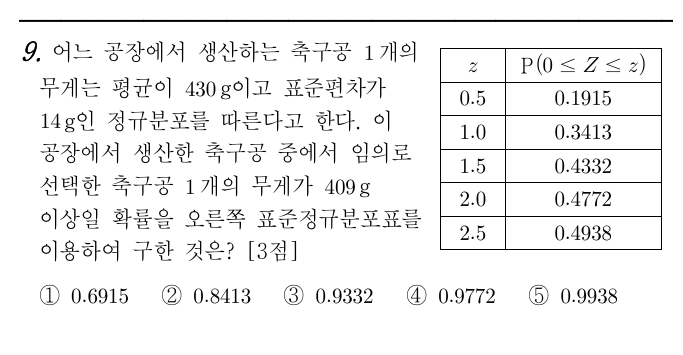 9. 어느 공장에서 생산하는 축구공 1개의
무게는 평균이 430g이고 표준편차가
14g인 정규분포를 따른다고 한다. 이
공장에서 생산한 축구공 중에서 임의로
선택한 축구공 1개의 무게가 409g
이상일 확률을 오른쪽 표준정규분포표를
이용하여 구한 것은? [3점]
z P(0 ≤ Z ≤ z)
0.5 0.1915
1.0 0.3413
1.5 0.4332
2.0 0.4772
2.5 0.4938
① 0.6915 ② 0.8413 ③ 0.9332 ④ 0.9772 ⑤ 0.9938